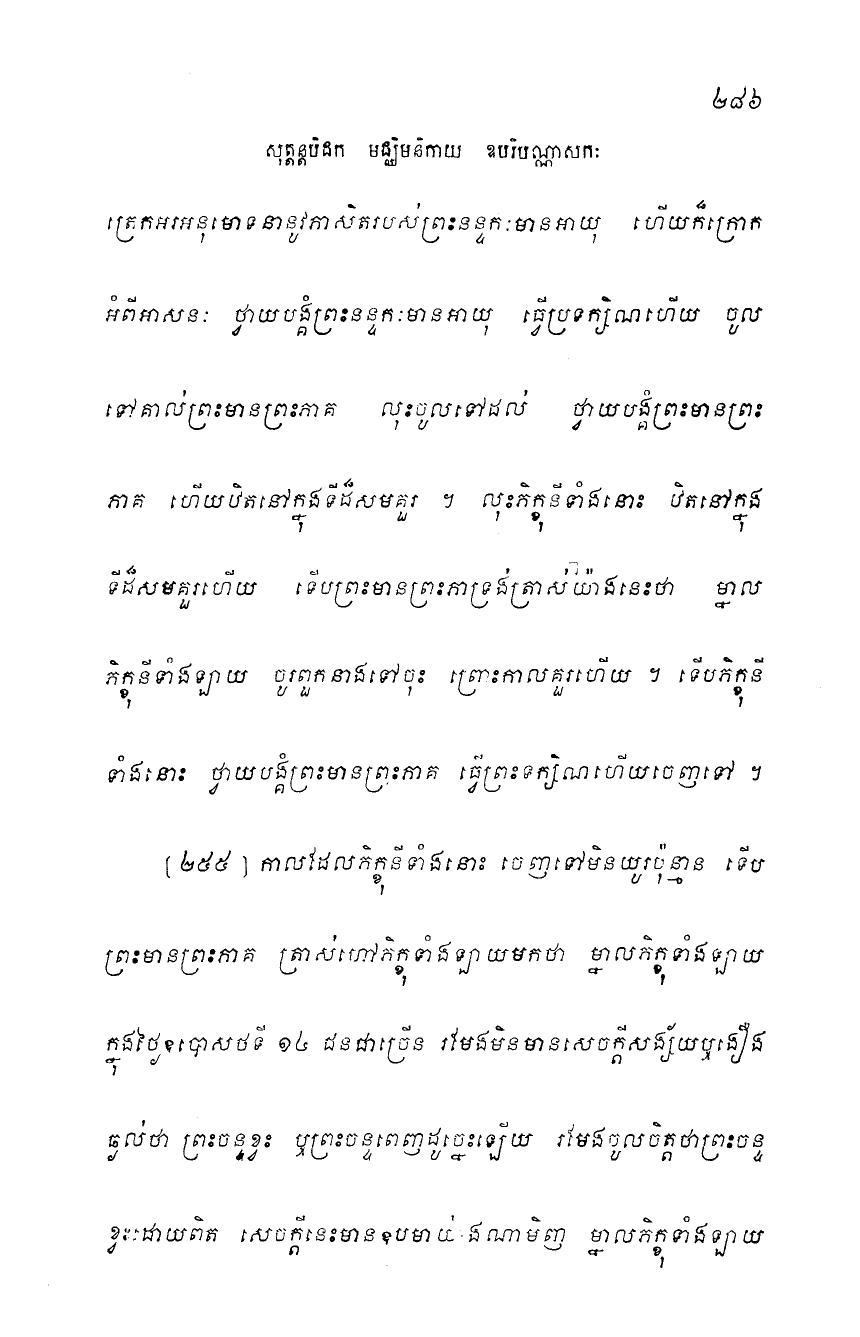 ២៨៦
សុត្តន្តបិដក មជ្ឈិមនិកាយ ឧបរិបណ្ណាសកៈ
ត្រេកអរអនុមោទនានូវភាសិតរបស់ព្រះនន្ទកៈមានអាយុ ហើយក៏ក្រោក
អំពីអាសនៈ ថ្វាយបង្គំព្រះនន្ទកៈមានអាយុ ធ្វើប្រទក្សិណហើយ ចូល
ទៅគាល់ព្រះមានព្រះភាគ លុះចូលទៅដល់ ថ្វាយបង្គំព្រះមានព្រះ
ភាគ ហើយឋិតនៅក្នុងទីដ៏សមគួរ ។ លុះភិក្ខុនីទាំងនោះ ឋិតនៅក្នុង
ទីដ៏សមគួរហើយ ទើបព្រះមានព្រះភាទ្រង់ត្រាស់យ៉ាងនេះថា ម្នាល
ភិក្ខុនីទាំងឡាយ ចូរពួកនាងទៅចុះ ព្រោះកាលគួរហើយ ។ ទើបភិក្ខុនី
ទាំងនោះ ថ្វាយបង្គំព្រះមានព្រះភាគ ធ្វើព្រះទក្សិណហើយចេញទៅ ។
[ ២៥៥ ] កាលដែលភិក្ខុនីទាំងនោះ ចេញទៅមិនយូរប៉ុន្មាន ទើប
ព្រះមានព្រះភាគ ត្រាស់ហៅភិក្ខុទាំងឡាយមកថា ម្នាលភិក្ខុទាំងឡាយ
ក្នុងថ្ងៃឧបោសថទី ១៤ ជនជាច្រើន រមែងមិនមានសេចក្តីសង្ស័យឬងឿង
ធ្ងល់ថា ព្រះចន្ទខ្វះ ឬព្រះចន្ទពេញដូច្នេះឡើយ រមែងចូលចិត្តថាព្រះចន្ទ
ខ្វះដោយពិត សេចក្តីនេះមានឧបមាយ៉ាងណាមិញ ម្នាលភិក្ខុទាំងឡាយ